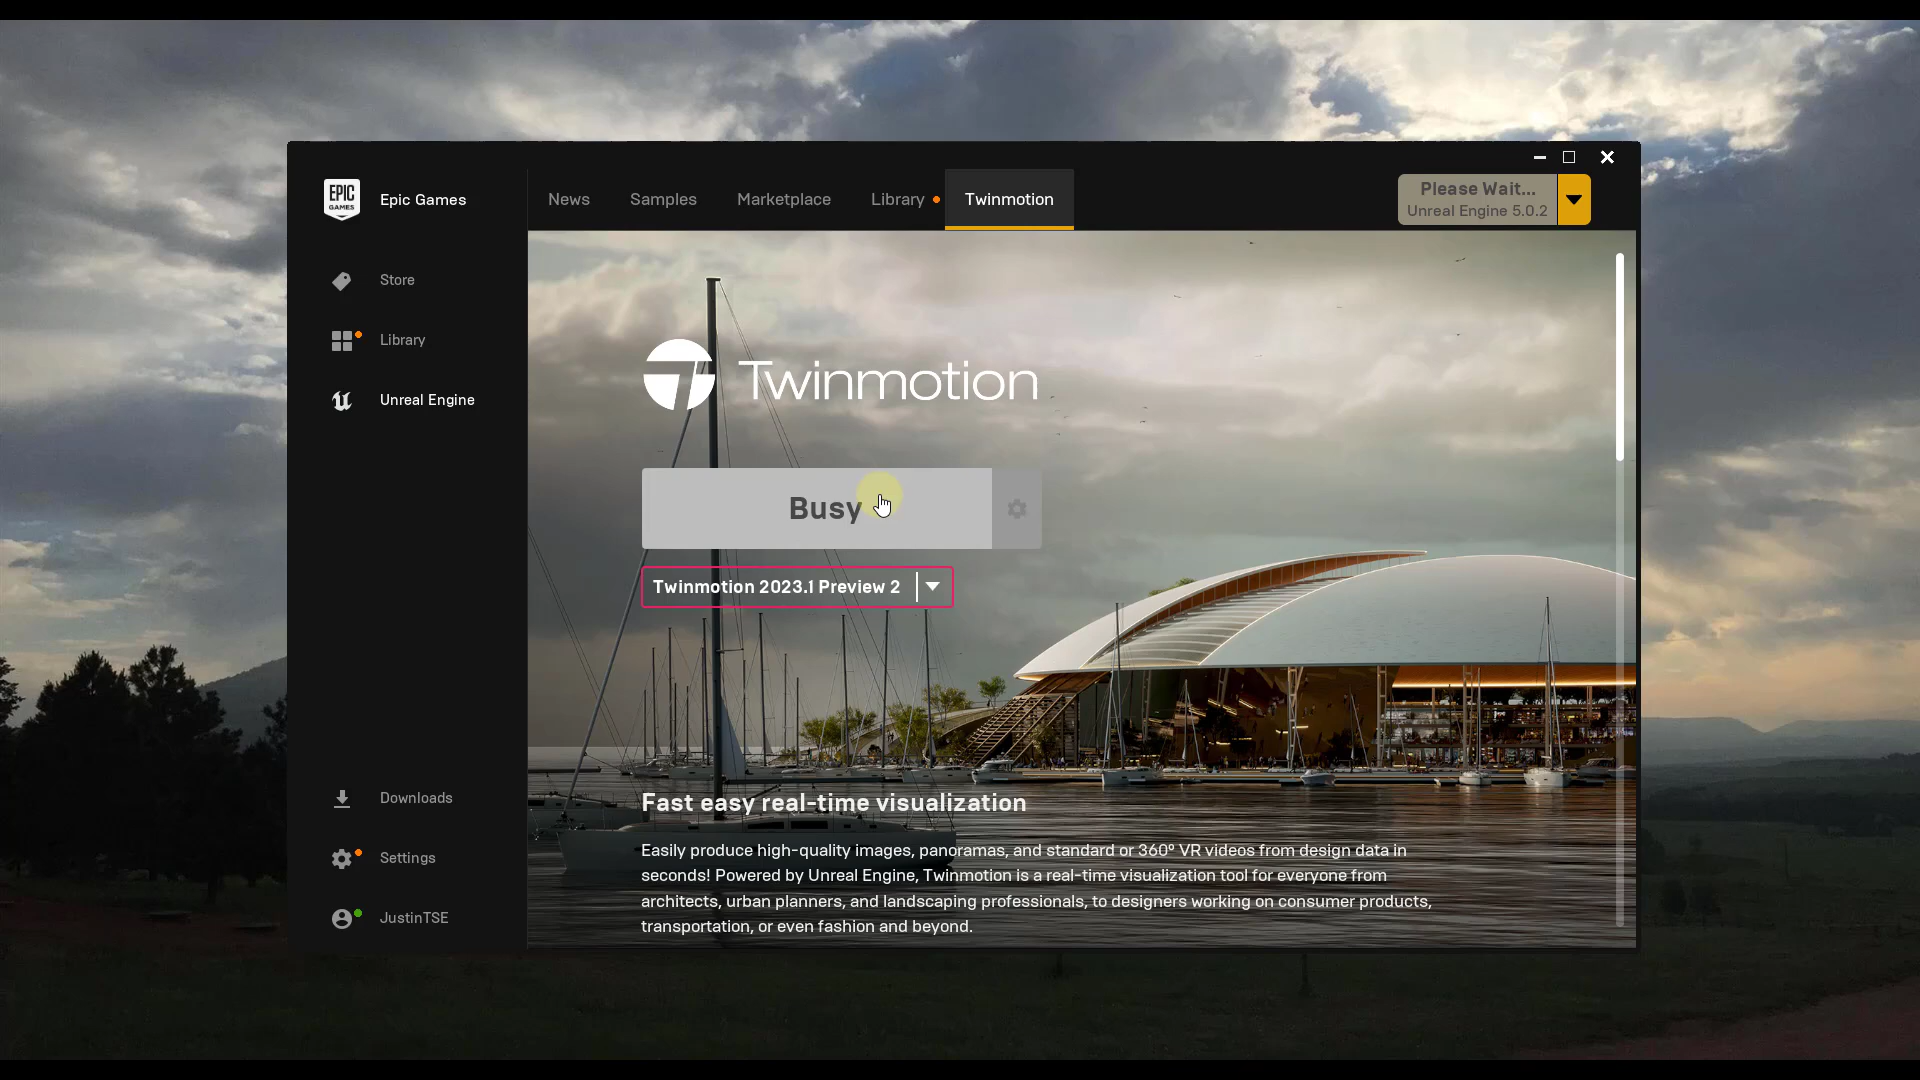 EPIC
GAMES
Epic Games
News
Samples
Marketplace
Library
Twinmotion
Please Wait...
Unreal Engine 5.0.2
Store
Library
Unreal Engine
Twinmotion
Busy
Twinmotion 2023.1 Preview 2
Fast easy real-time visualization
Easily produce high-quality images, panoramas, and standard or 360º VR videos from design data in
seconds! Powered by Unreal Engine, Twinmotion is a real-time visualization tool for everyone from
architects, urban planners, and landscaping professionals, to designers working on consumer products,
transportation, or even fashion and beyond.
Downloads
Settings
JustinTSE